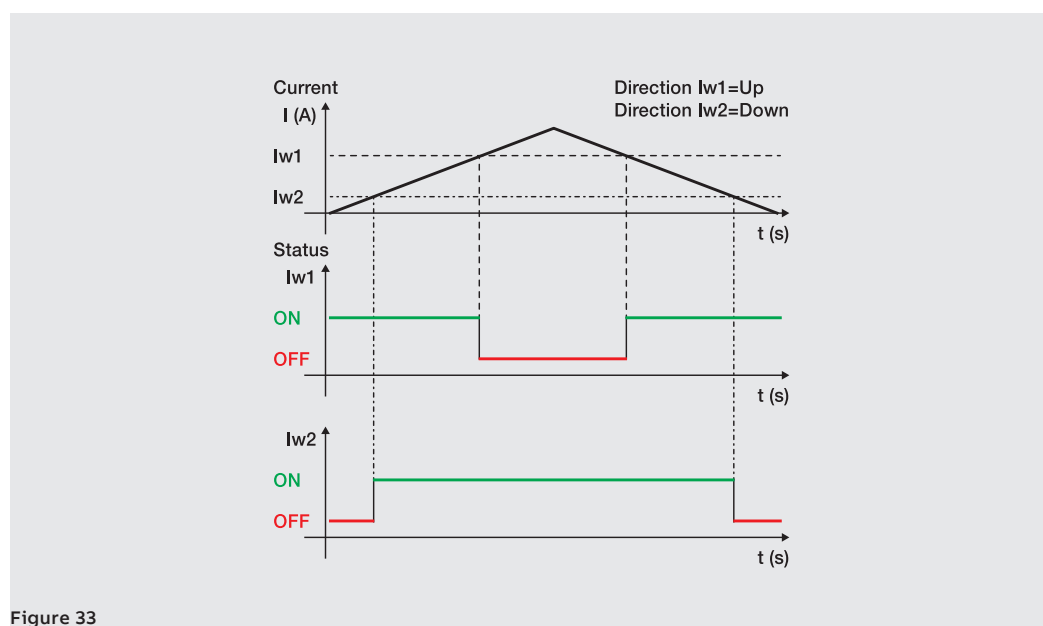 Current
Direction Iw1=Up
I (A)
Direction Iw2=Down
Iw1
Iw2
t (s)
Status
Iw1
ON
OFF
t (s)
Iw2
ON
OFF
t (s)
Figure 33